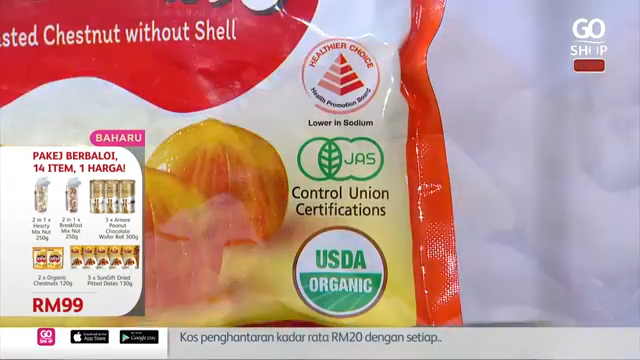 asted Chestnut without Shell
GO
SHOP
HEALTHIER CHOICE
Health Promotion Board
Lower in Sodium
JAS
Control Union
Certifications
USDA
ORGANIC
BAHARU
PAKEJ BERBALOI,
14 ITEM, 1 HARGA!
2 in 1 x
Hearty
Mix Nut
250g
2 in 1 x
Breakfast
Mix Nut
250g
3 x Amore
Peanut
Chocolate
Wafer Roll 300g
2 x Organic
Chestnuts 120g
5 x SunGift Dried
Pitted Dates 130g
RM99
GO
SHOP
App Store
Google play
Kos penghantaran kadar rata RM20 dengan setiap..